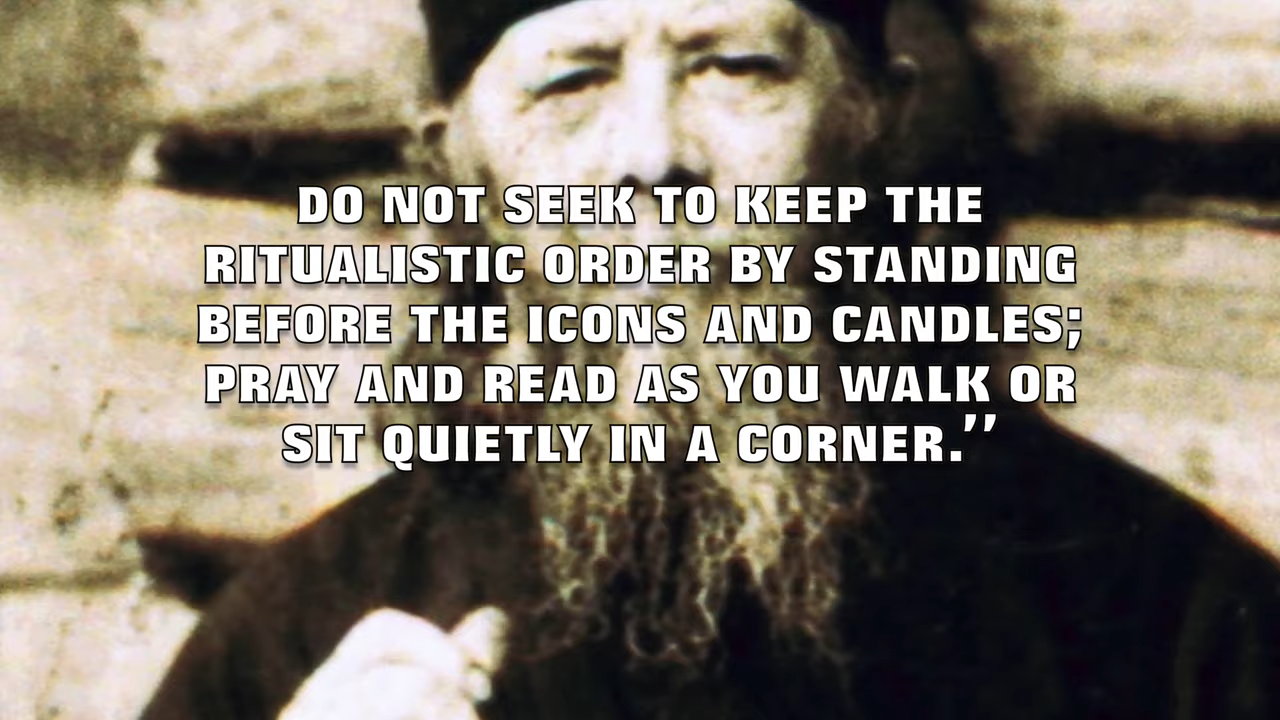 DO NOT SEEK TO KEEP THE
RITUALISTIC ORDER BY STANDING
BEFORE THE ICONS AND CANDLES;
PRAY AND READ AS YOU WALK OR
SIT QUIETLY IN A CORNER.’’